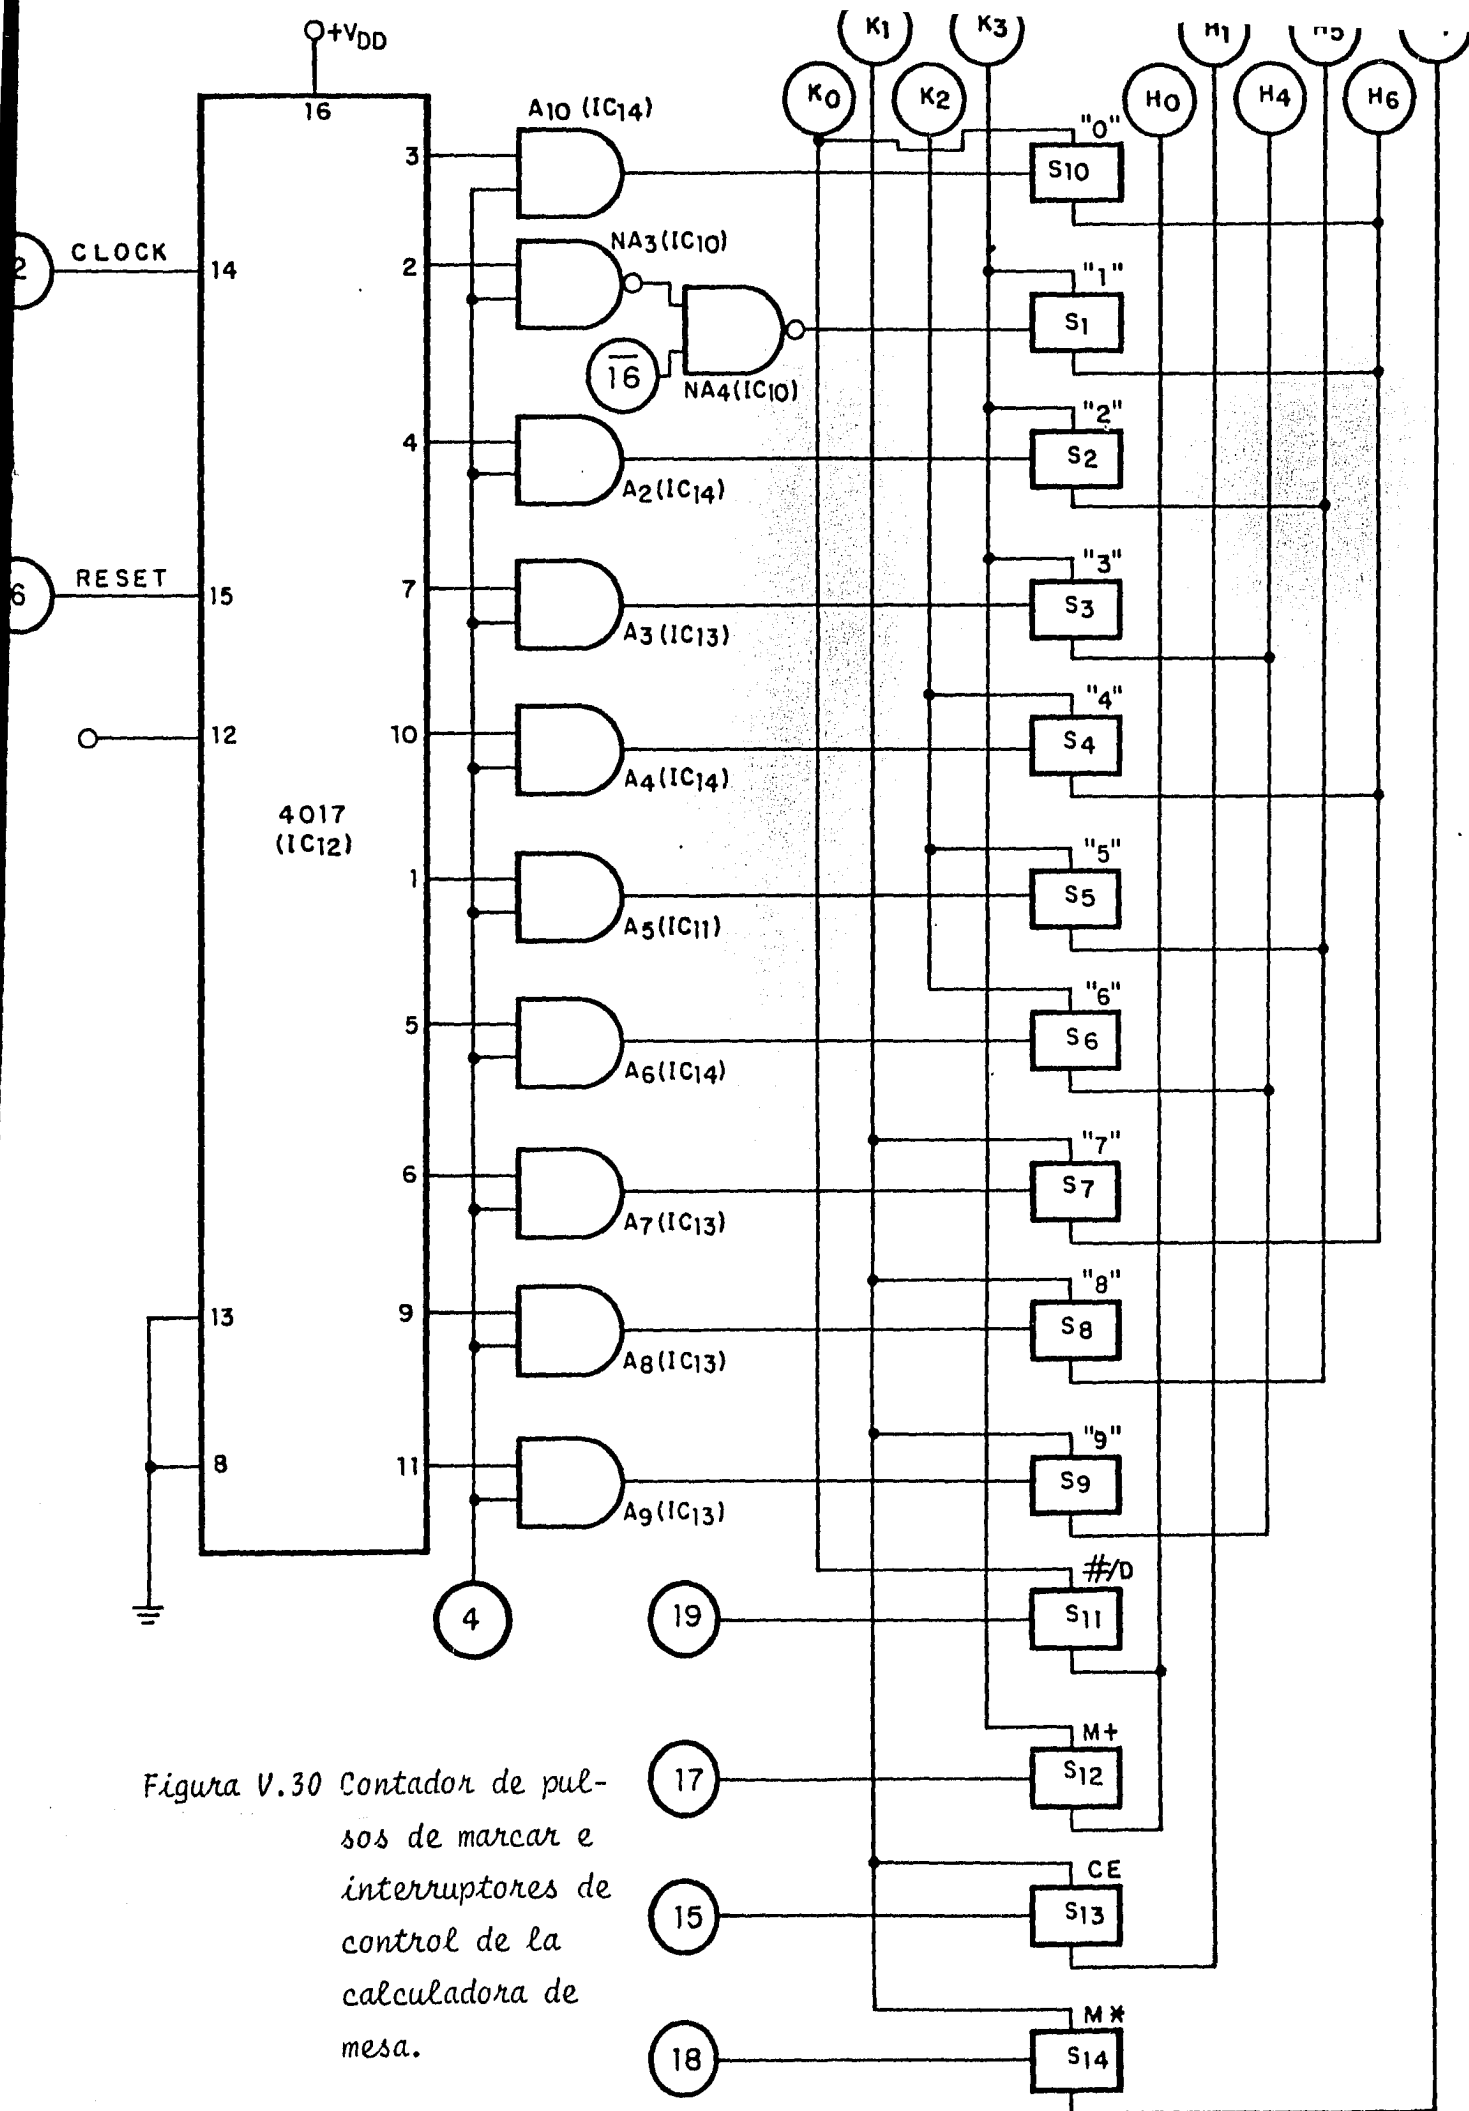 +VDD
K1
K3
H1
H5
K0
K2
H0
H4
H6
16
A10 (IC14)
"0"
3
S10
NA3(IC10)
2 CLOCK
14
2
"1"
S1
16
NA4(IC10)
"2"
4
S2
A2(IC14)
"3"
6 RESET
15
7
S3
A3(IC13)
"4"
12
10
S4
A4(IC14)
4017
(IC12)
"5"
1
S5
A5(IC11)
"6"
5
S6
A6(IC14)
"7"
6
S7
A7(IC13)
"8"
13
9
S8
A8(IC13)
"9"
8
11
S9
A9(IC13)
#/D
4
19
S11
M+
17
S12
CE
15
S13
M*
18
S14
Figura V.30 Contador de pul-
sos de marcar e
interruptores de
control de la
calculadora de
mesa.